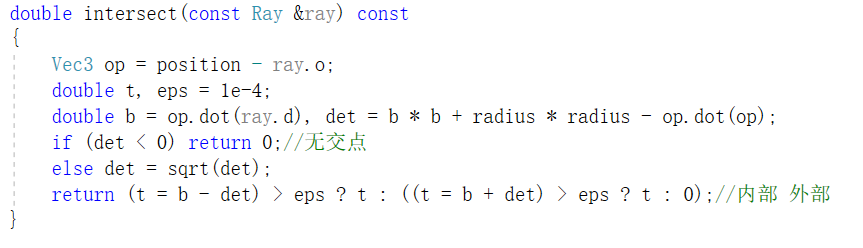 double intersect(const Ray &ray) const
{
    Vec3 op = position - ray.o;
    double t, eps = 1e-4;
    double b = op.dot(ray.d), det = b * b + radius * radius - op.dot(op);
    if (det < 0) return 0;//无交点
    else det = sqrt(det);
    return (t = b - det) > eps ? t : ((t = b + det) > eps ? t : 0);//内部 外部
}